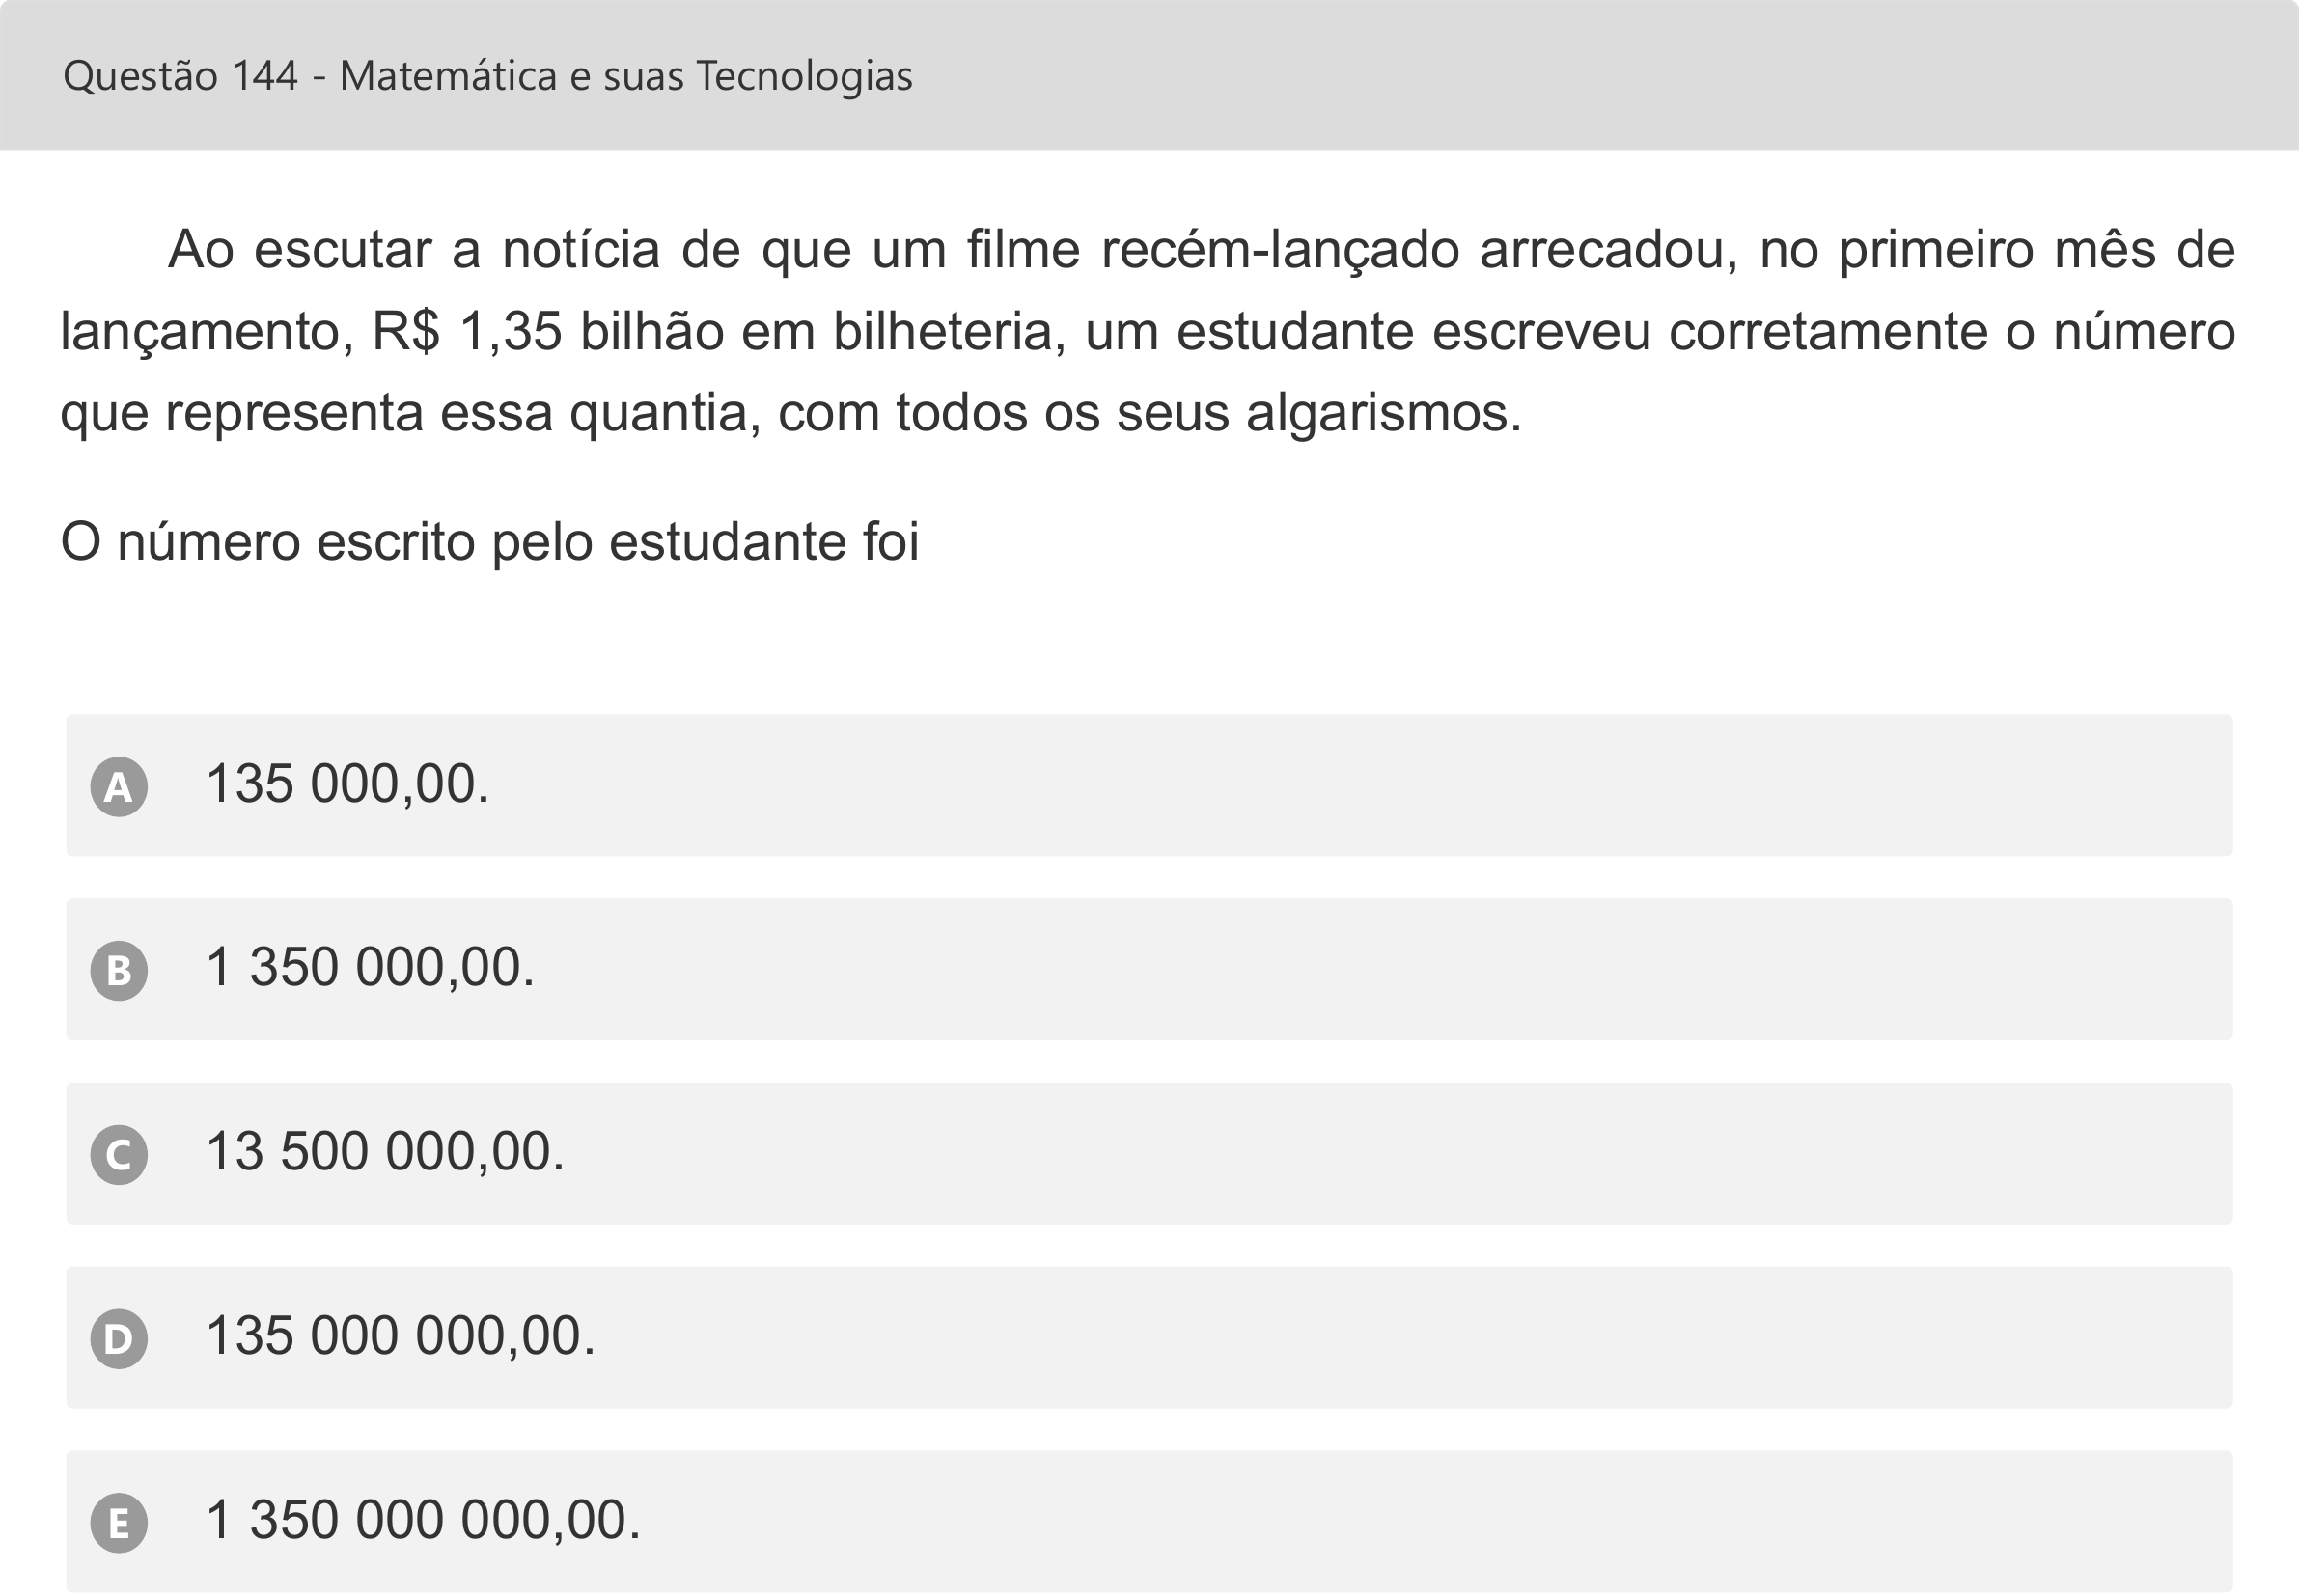 Questão 144 - Matemática e suas Tecnologias
Ao escutar a notícia de que um filme recém-lançado arrecadou, no primeiro mês de
lançamento, R$ 1,35 bilhão em bilheteria, um estudante escreveu corretamente o número
que representa essa quantia, com todos os seus algarismos.
O número escrito pelo estudante foi
A 135 000,00.
B 1 350 000,00.
C 13 500 000,00.
D 135 000 000,00.
E 1 350 000 000,00.